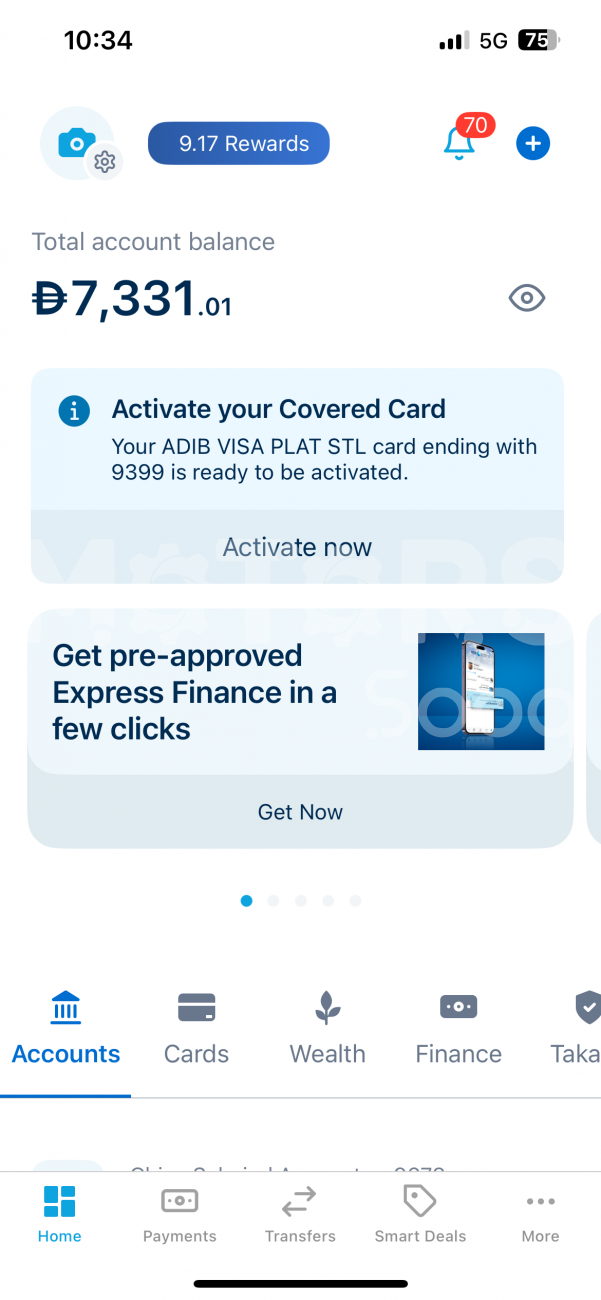 10:34
5G 75
70
9.17 Rewards
Total account balance
7,331.01
Activate your Covered Card
Your ADIB VISA PLAT STL card ending with
9399 is ready to be activated.
Activate now
MOTORS
Get pre-approved
Express Finance in a
few clicks
Get Now
Accounts Cards Wealth Finance Taka
Home Payments Transfers Smart Deals More